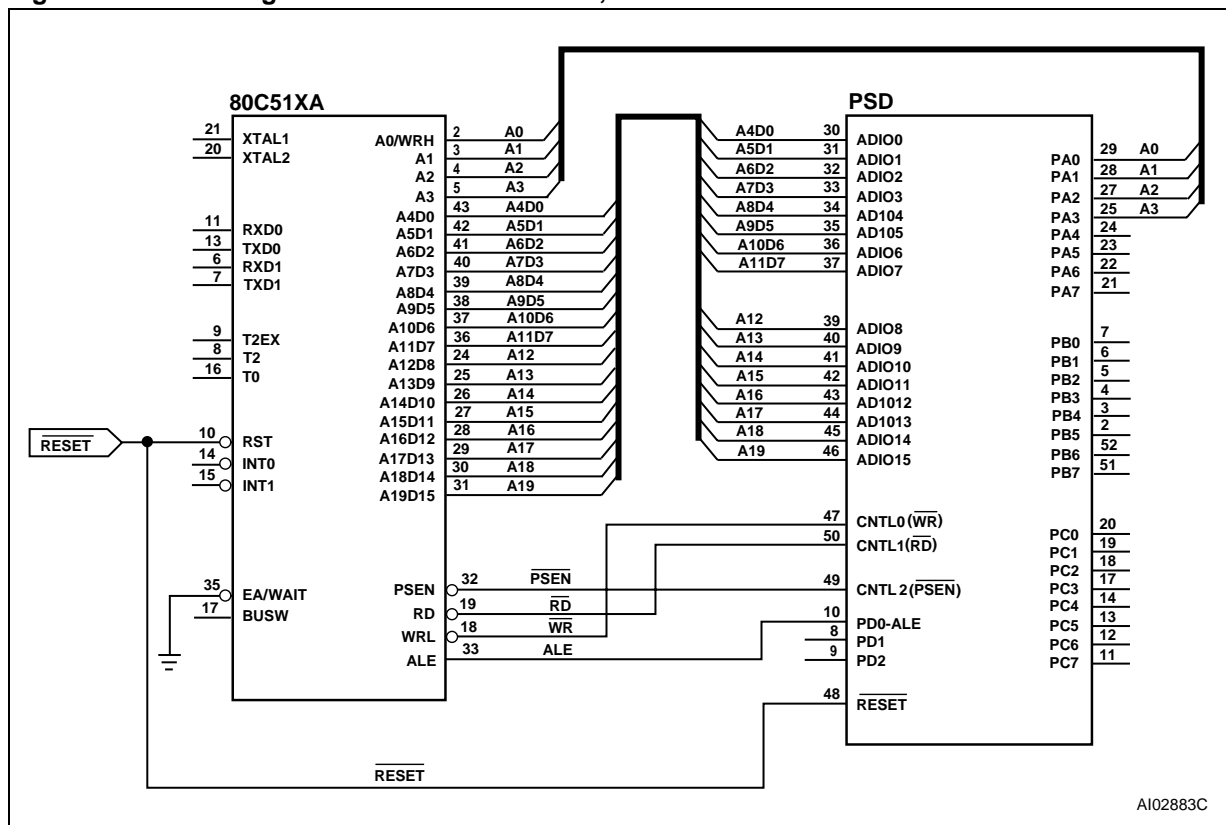 80C51XA
21 XTAL1
20 XTAL2
11 RXD0
13 TXD0
6 RXD1
7 TXD1
9 T2EX
8 T2
16 T0
RESET
10 RST
14 INT0
15 INT1
35 EA/WAIT
17 BUSW
A0/WRH 2 A0
A1 3 A1
A2 4 A2
A3 5 A3
A4D0 43 A4D0
A5D1 42 A5D1
A6D2 41 A6D2
A7D3 40 A7D3
A8D4 39 A8D4
A9D5 38 A9D5
A10D6 37 A10D6
A11D7 36 A11D7
A12D8 24 A12
A13D9 25 A13
A14D10 26 A14
A15D11 27 A15
A16D12 28 A16
A17D13 29 A17
A18D14 30 A18
A19D15 31 A19
PSEN 32 PSEN
RD 19 RD
WRL 18 WR
ALE 33 ALE
RESET
PSD
A4D0 30 ADIO0
A5D1 31 ADIO1
A6D2 32 ADIO2
A7D3 33 ADIO3
A8D4 34 AD104
A9D5 35 AD105
A10D6 36 ADIO6
A11D7 37 ADIO7
A12 39 ADIO8
A13 40 ADIO9
A14 41 ADIO10
A15 42 ADIO11
A16 43 AD1012
A17 44 AD1013
A18 45 ADIO14
A19 46 ADIO15
47 CNTL0(WR)
50 CNTL1(RD)
49 CNTL 2(PSEN)
10 PD0-ALE
8 PD1
9 PD2
48 RESET
PA0 29 A0
PA1 28 A1
PA2 27 A2
PA3 25 A3
PA4 24
PA5 23
PA6 22
PA7 21
PB0 7
PB1 6
PB2 5
PB3 4
PB4 3
PB5 2
PB6 52
PB7 51
PC0 20
PC1 19
PC2 18
PC3 17
PC4 14
PC5 13
PC6 12
PC7 11
AI02883C